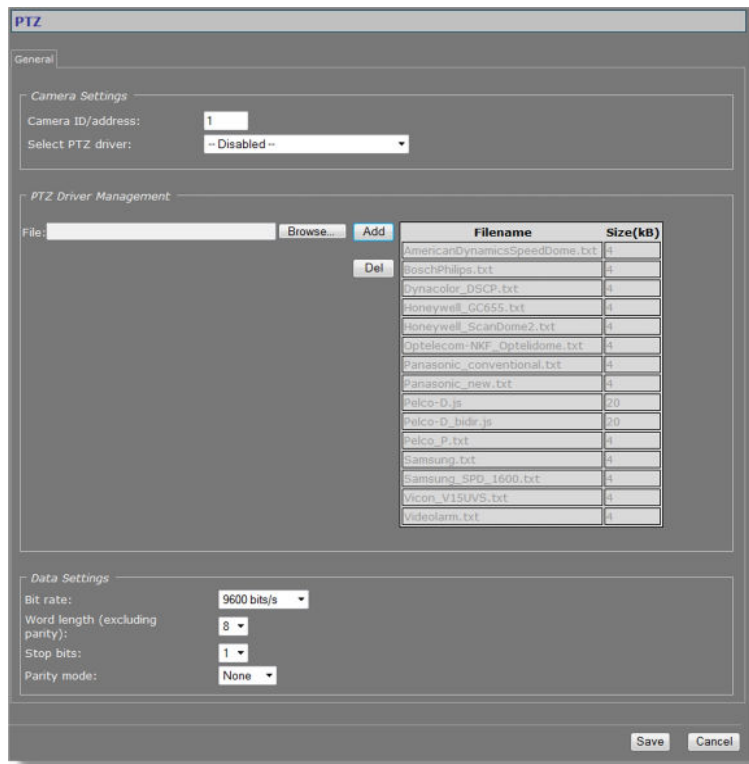 PTZ
General
Camera Settings
Camera ID/address: 1
Select PTZ driver: -- Disabled --
PTZ Driver Management
File: Browse... Add
Del
Filename Size(kB)
AmericanDynamicsSpeedDome.txt 4
BoschPhilips.txt 4
Dynacolor_DSCP.txt 4
Honeywell_GC655.txt 4
Honeywell_ScanDome2.txt 4
Optelecom-NKF_Optelidome.txt 4
Panasonic_conventional.txt 4
Panasonic_new.txt 4
Pelco-D.js 20
Pelco-D_bidir.js 20
Pelco_P.txt 4
Samsung.txt 4
Samsung_SPD_1600.txt 4
Vicon_V15UVS.txt 4
Videolarm.txt 4
Data Settings
Bit rate: 9600 bits/s
Word length (excluding
parity): 8
Stop bits: 1
Parity mode: None
Save Cancel